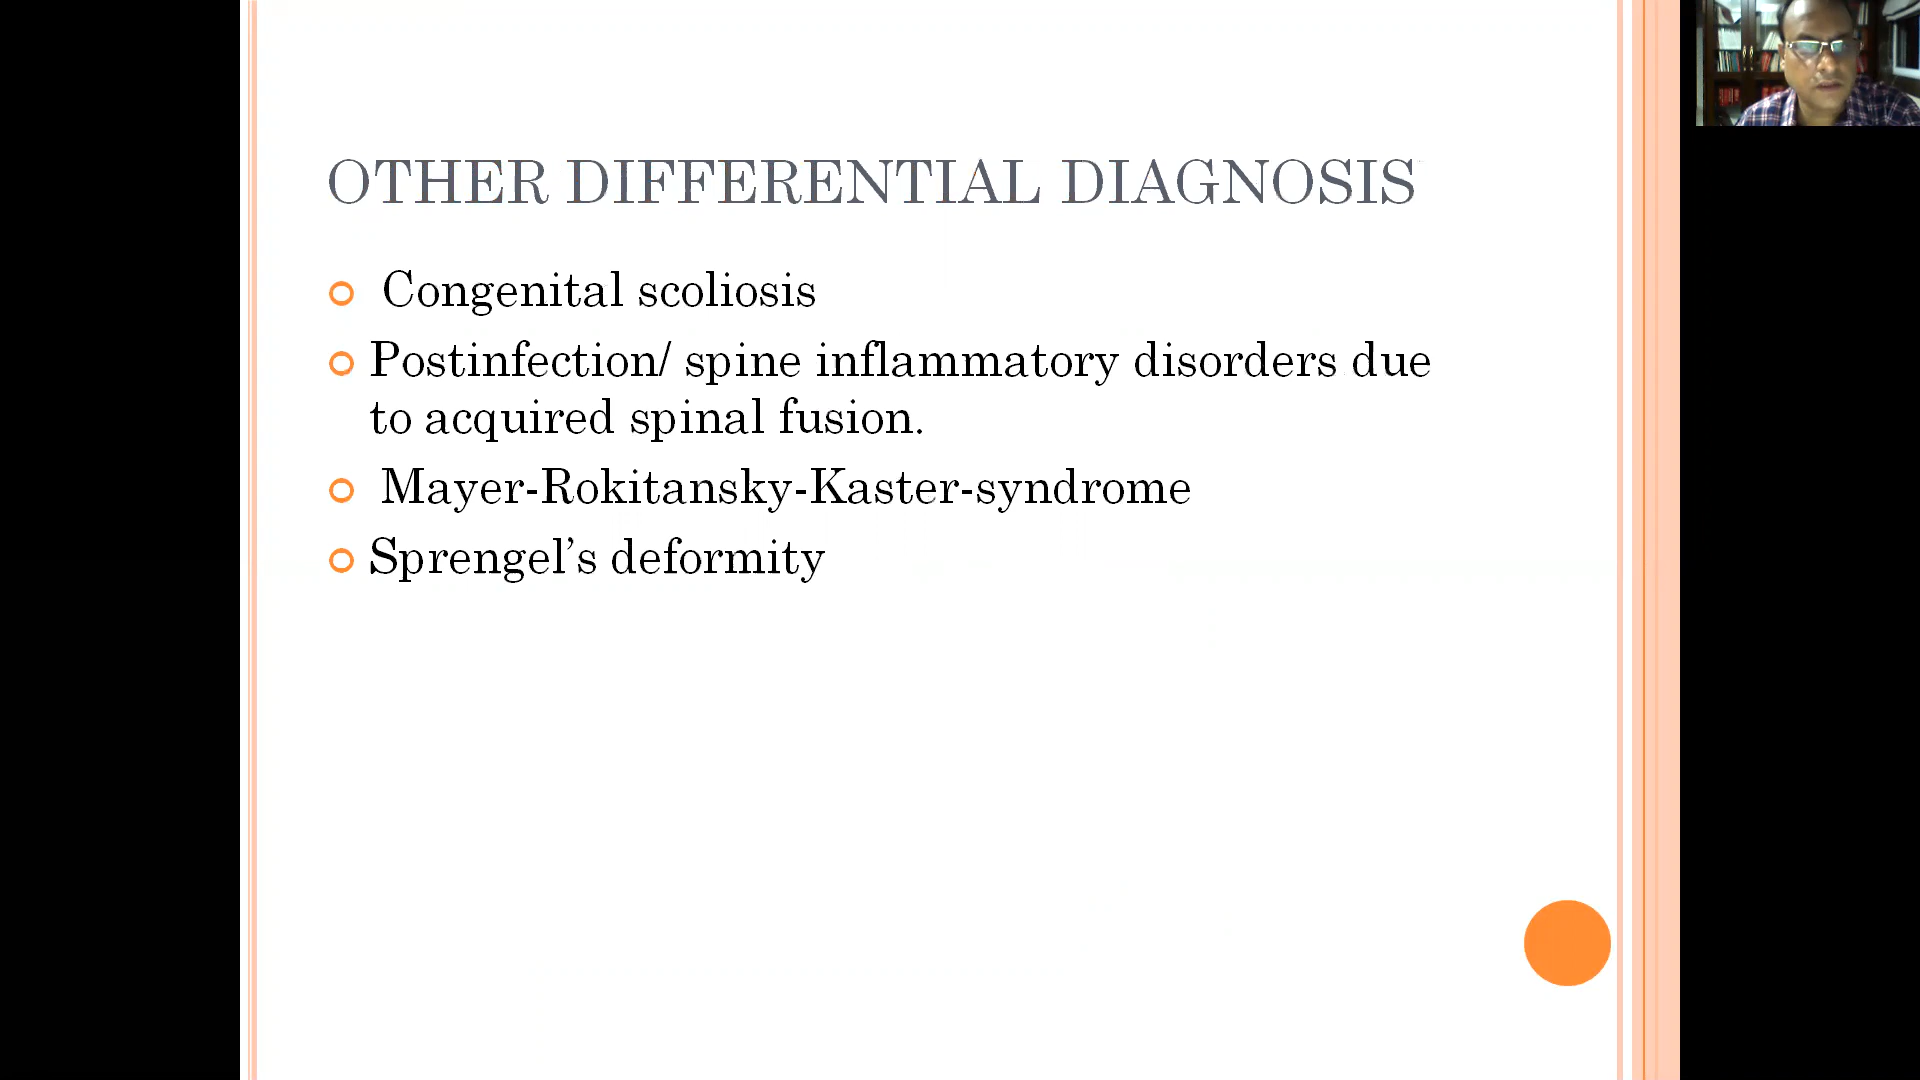 OTHER DIFFERENTIAL DIAGNOSIS
Congenital scoliosis
Postinfection/ spine inflammatory disorders due
to acquired spinal fusion.
Mayer-Rokitansky-Kaster-syndrome
Sprengel’s deformity